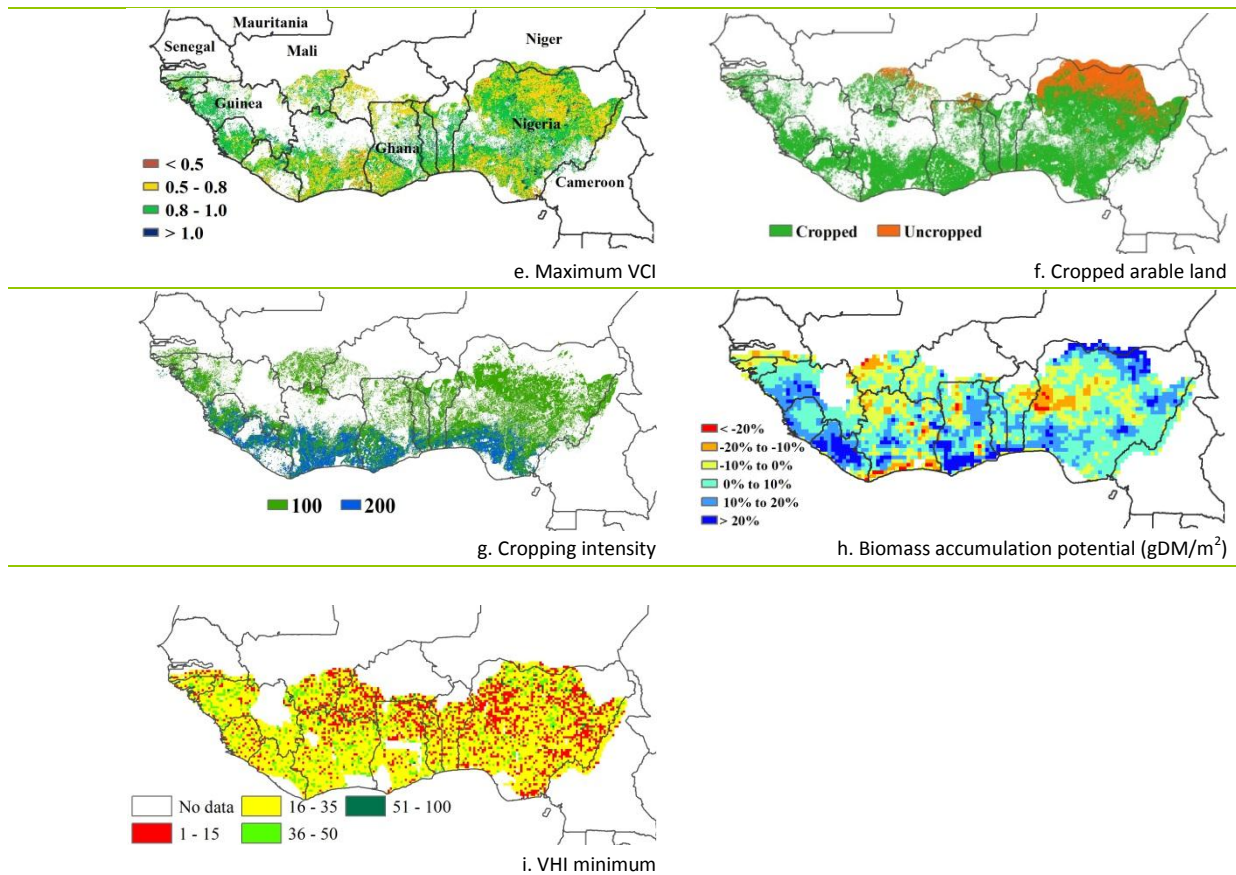 Mauritania
Senegal
Mali
Niger
Guinea
Nigeria
Ghana
Cameroon
< 0.5
0.5 - 0.8
0.8 - 1.0
> 1.0
e. Maximum VCI
Cropped Uncropped
f. Cropped arable land
100 200
g. Cropping intensity
< -20%
-20% to -10%
-10% to 0%
0% to 10%
10% to 20%
> 20%
h. Biomass accumulation potential (gDM/m²)
No data 16 - 35 51 - 100
1 - 15 36 - 50
i. VHI minimum